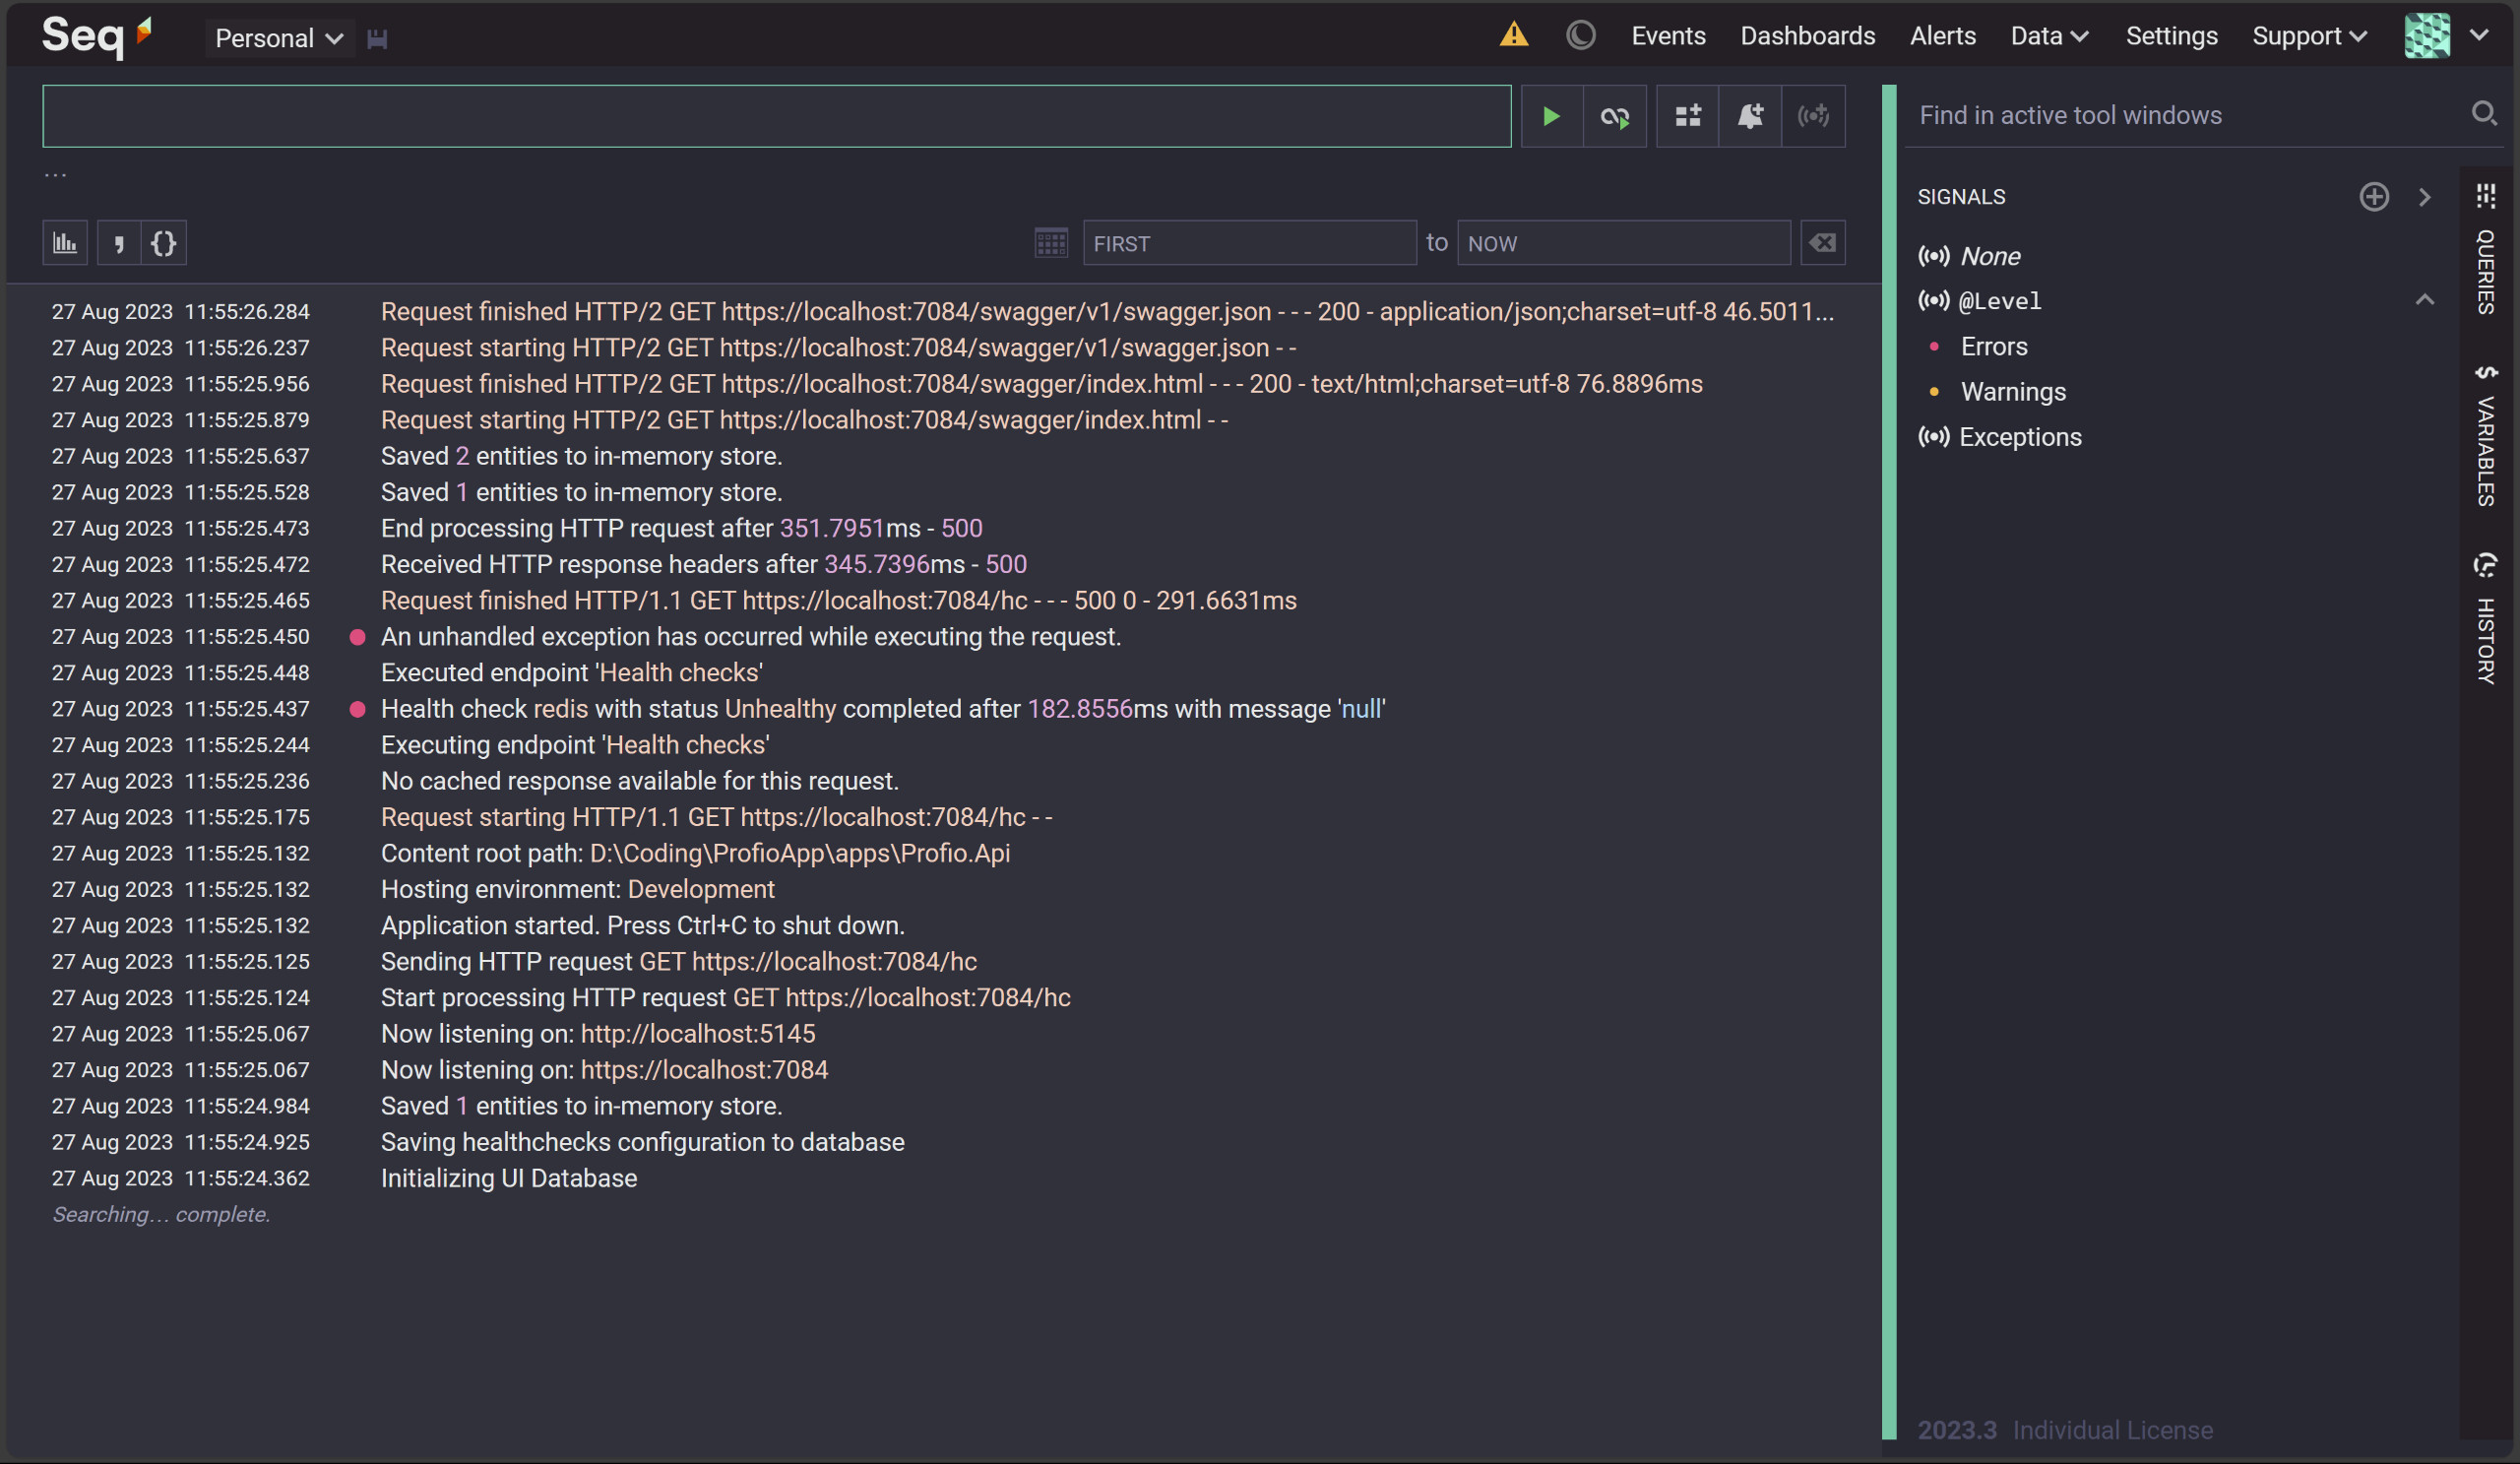 Seq Personal Events Dashboards Alerts Data Settings Support
Find in active tool windows
...
FIRST to NOW
27 Aug 2023 11:55:26.284 Request finished HTTP/2 GET https://localhost:7084/swagger/v1/swagger.json - - - 200 - application/json;charset=utf-8 46.5011...
27 Aug 2023 11:55:26.237 Request starting HTTP/2 GET https://localhost:7084/swagger/v1/swagger.json - -
27 Aug 2023 11:55:25.956 Request finished HTTP/2 GET https://localhost:7084/swagger/index.html - - - 200 - text/html;charset=utf-8 76.8896ms
27 Aug 2023 11:55:25.879 Request starting HTTP/2 GET https://localhost:7084/swagger/index.html - -
27 Aug 2023 11:55:25.637 Saved 2 entities to in-memory store.
27 Aug 2023 11:55:25.528 Saved 1 entities to in-memory store.
27 Aug 2023 11:55:25.473 End processing HTTP request after 351.7951ms - 500
27 Aug 2023 11:55:25.472 Received HTTP response headers after 345.7396ms - 500
27 Aug 2023 11:55:25.465 Request finished HTTP/1.1 GET https://localhost:7084/hc - - - 500 0 - 291.6631ms
27 Aug 2023 11:55:25.450 An unhandled exception has occurred while executing the request.
27 Aug 2023 11:55:25.448 Executed endpoint 'Health checks'
27 Aug 2023 11:55:25.437 Health check redis with status Unhealthy completed after 182.8556ms with message 'null'
27 Aug 2023 11:55:25.244 Executing endpoint 'Health checks'
27 Aug 2023 11:55:25.236 No cached response available for this request.
27 Aug 2023 11:55:25.175 Request starting HTTP/1.1 GET https://localhost:7084/hc - -
27 Aug 2023 11:55:25.132 Content root path: D:\Coding\ProfioApp\apps\Profio.Api
27 Aug 2023 11:55:25.132 Hosting environment: Development
27 Aug 2023 11:55:25.132 Application started. Press Ctrl+C to shut down.
27 Aug 2023 11:55:25.125 Sending HTTP request GET https://localhost:7084/hc
27 Aug 2023 11:55:25.124 Start processing HTTP request GET https://localhost:7084/hc
27 Aug 2023 11:55:25.067 Now listening on: http://localhost:5145
27 Aug 2023 11:55:25.067 Now listening on: https://localhost:7084
27 Aug 2023 11:55:24.984 Saved 1 entities to in-memory store.
27 Aug 2023 11:55:24.925 Saving healthchecks configuration to database
27 Aug 2023 11:55:24.362 Initializing UI Database
Searching... complete.
SIGNALS
None
@Level
Errors
Warnings
Exceptions
QUERIES
$ VARIABLES
HISTORY
2023.3 Individual License